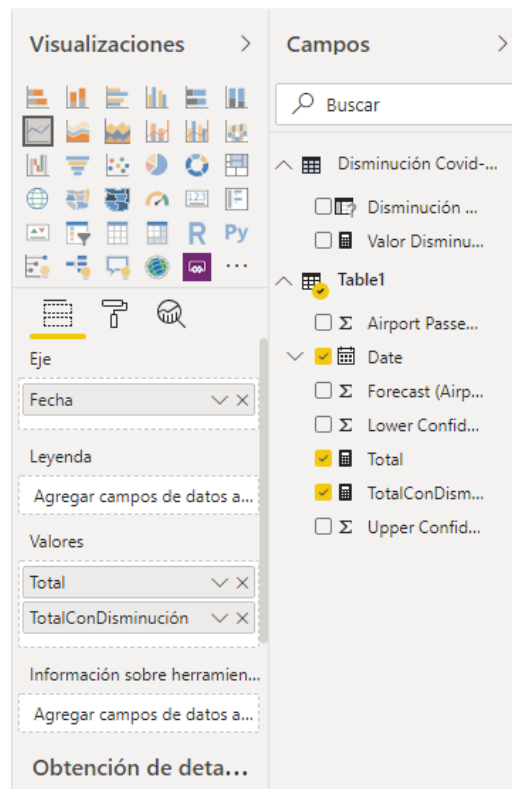 Visualizaciones
123
R
Py
...
Eje
Fecha
Leyenda
Agregar campos de datos a...
Valores
Total
TotalConDisminución
Información sobre herramien...
Agregar campos de datos a...
Obtención de deta...
Campos
Buscar
Disminución Covid-...
Disminución ...
Valor Disminu...
Table1
Σ Airport Passe...
Date
Σ Forecast (Airp...
Σ Lower Confid...
Total
TotalConDism...
Σ Upper Confid...